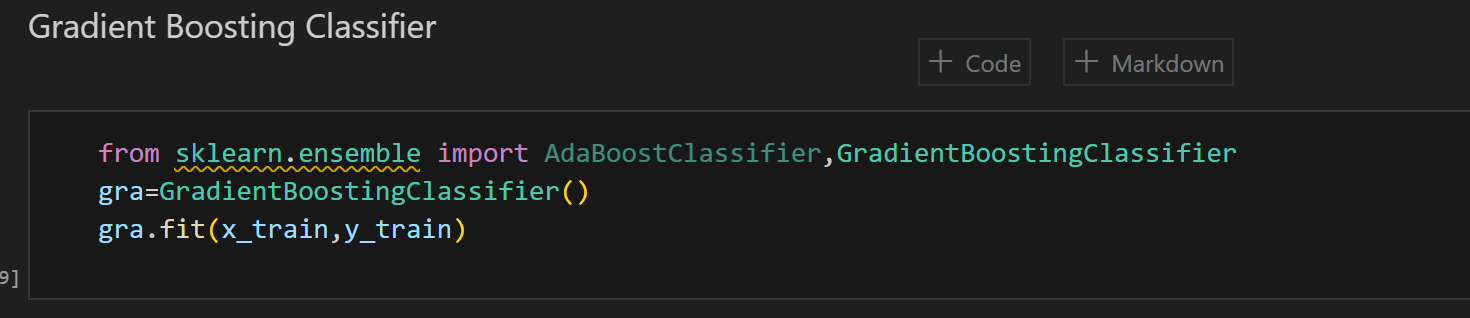 Gradient Boosting Classifier
+ Code
+ Markdown
from sklearn.ensemble import AdaBoostClassifier,GradientBoostingClassifier
gra=GradientBoostingClassifier()
gra.fit(x_train,y_train)
9]